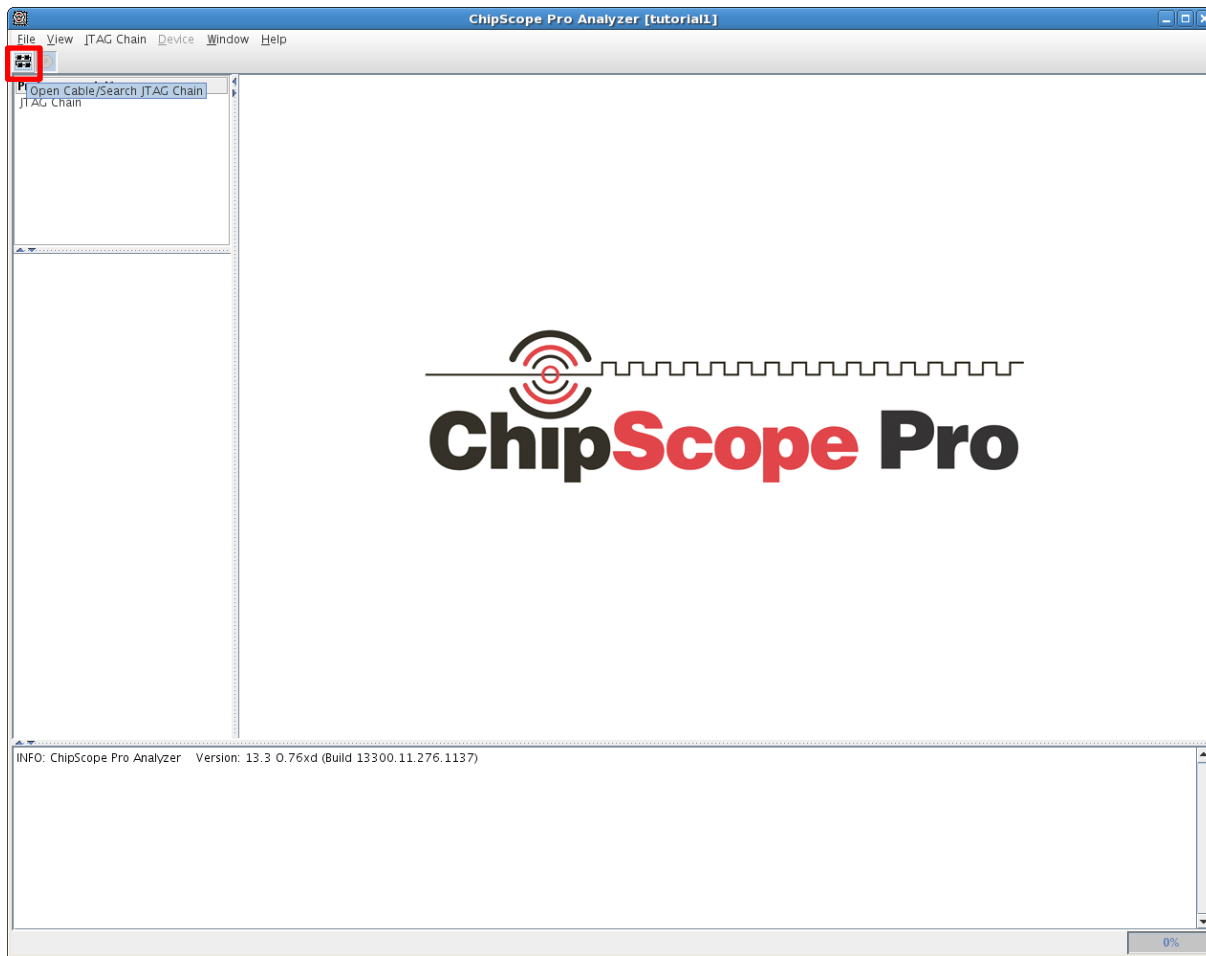 ChipScope Pro Analyzer [tutorial1]
File View JTAG Chain Device Window Help
Open Cable/Search JTAG Chain
JTAG Chain
ChipScope Pro
INFO: ChipScope Pro Analyzer Version: 13.3 0.76xd (Build 13300.11.276.1137)
0%